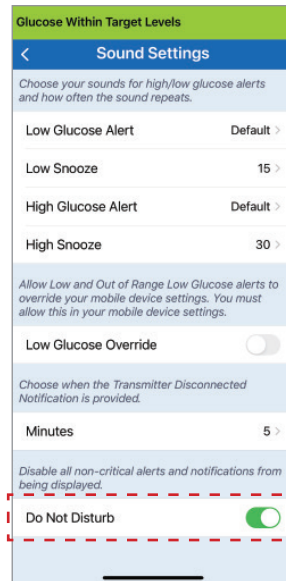 Glucose Within Target Levels
Sound Settings
Choose your sounds for high/low glucose alerts
and how often the sound repeats.
Low Glucose Alert Default
Low Snooze 15
High Glucose Alert Default
High Snooze 30
Allow Low and Out of Range Low Glucose alerts to
override your mobile device settings. You must
allow this in your mobile device settings.
Low Glucose Override
Choose when the Transmitter Disconnected
Notification is provided.
Minutes 5
Disable all non-critical alerts and notifications from
being displayed.
Do Not Disturb